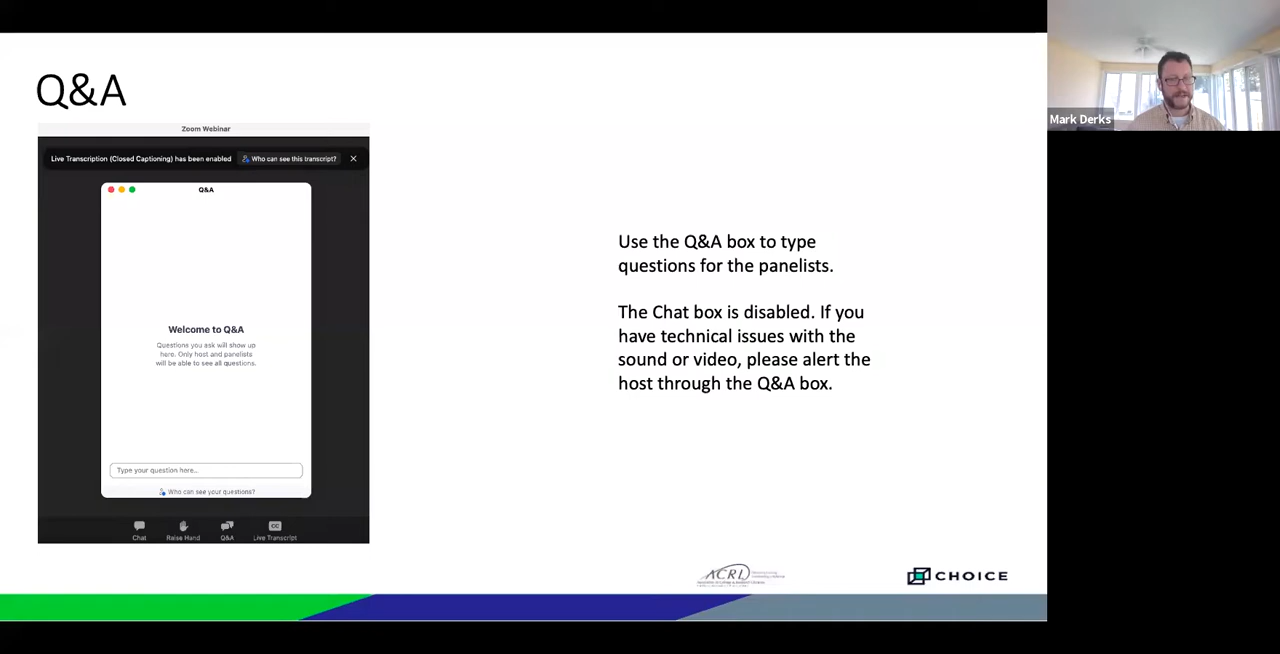 Q&A
Zoom Webinar
Live Transcription (Closed Captioning) has been enabled
Who can see this transcript?
Q&A
Welcome to Q&A
Questions you ask will show up
here. Only host and panelists
will be able to see all questions.
Type your question here..
Who can see your questions?
Chat
Raise Hand
Q&A
CC
Live Transcript
Use the Q&A box to type
questions for the panelists.
The Chat box is disabled. If you
have technical issues with the
sound or video, please alert the
host through the Q&A box.
ACRL
CHOICE
Mark Derks